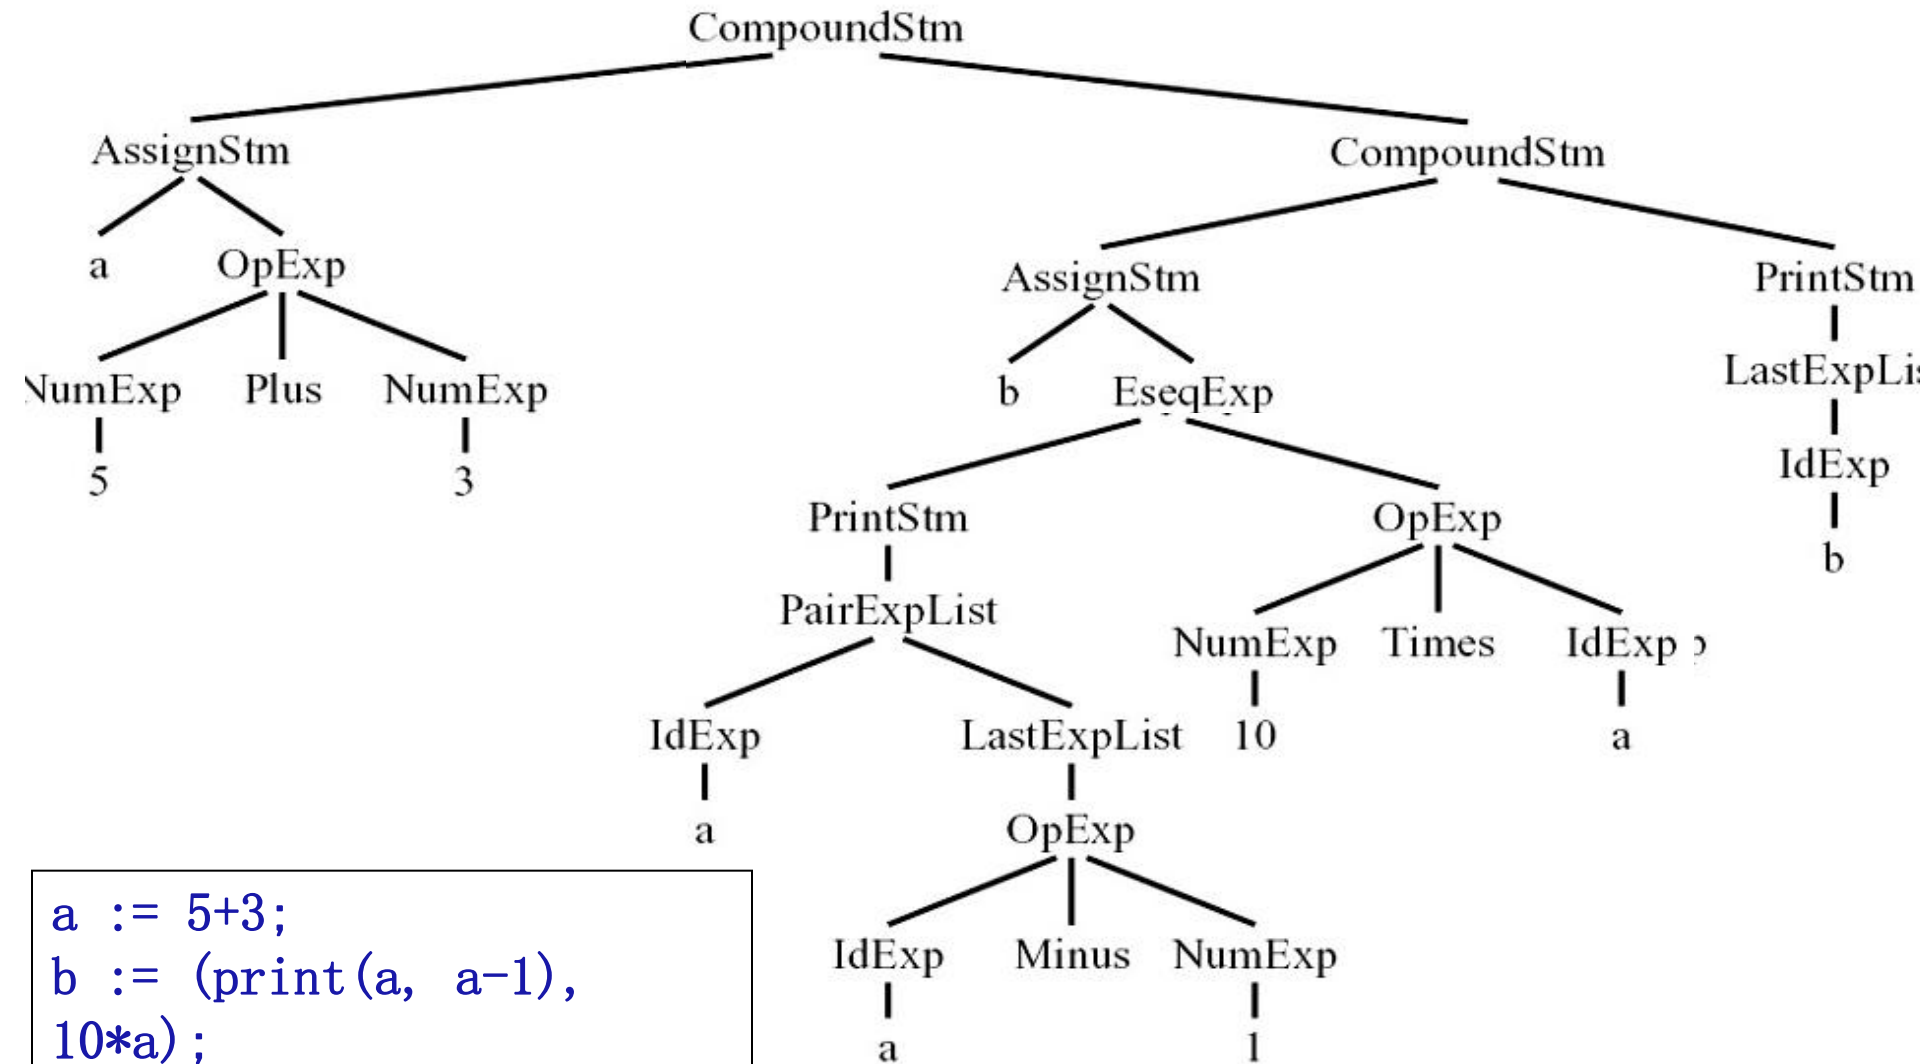 CompoundStm
AssignStm CompoundStm
a OpExp AssignStm PrintStm
NumExp Plus NumExp b EseqExp LastExpLis
5 3 IdExp
PrintStm OpExp b
PairExpList
NumExp Times IdExp
IdExp LastExpList 10 a
a OpExp
a := 5+3;
b := (print(a, a-1),
10*a);
IdExp Minus NumExp
a 1